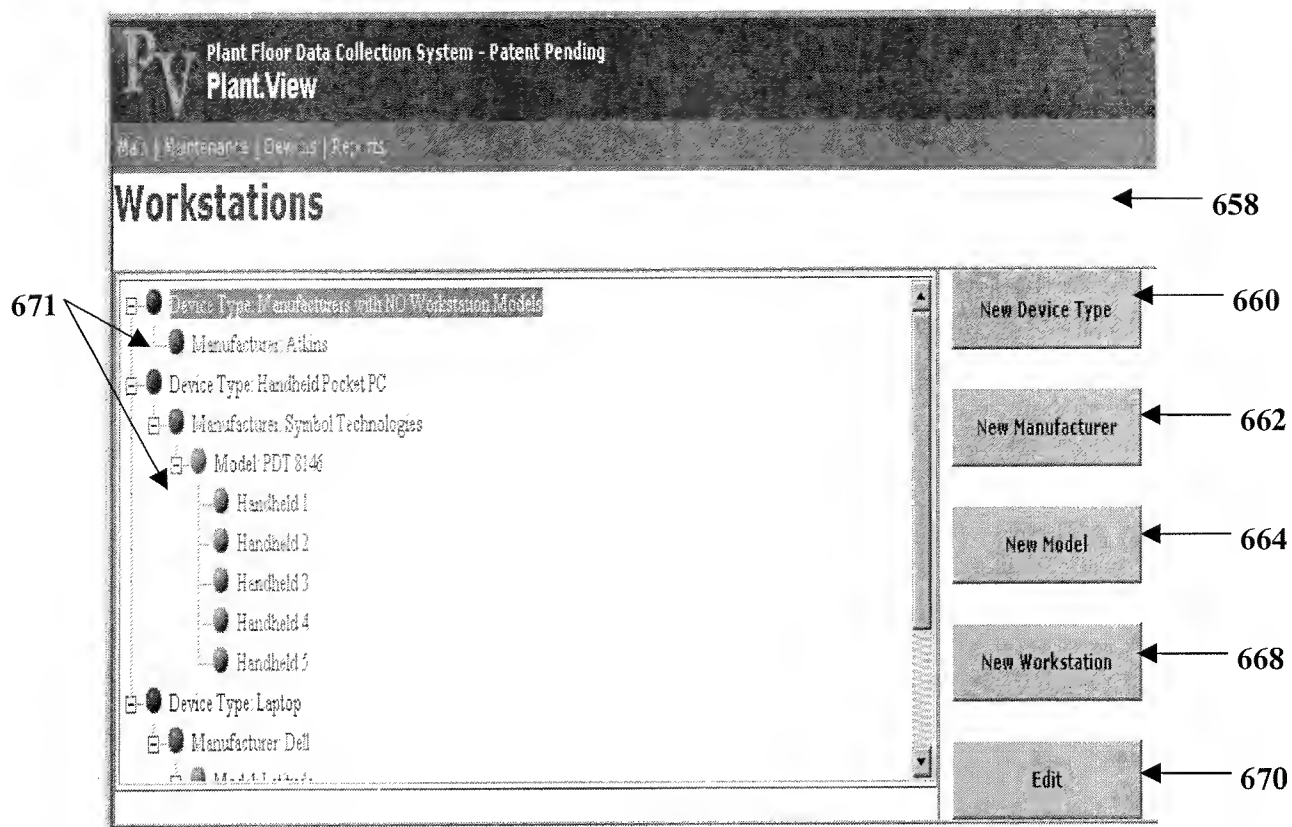 PV
Plant Floor Data Collection System - Patent Pending
Plant.View
Main | Maintenance | | Reports
Workstations
658
671
Device Type: Manufacturers with NO Workstation Models
Manufacturer: Atkins
Device Type: Handheld Pocket PC
Manufacturer: Symbol Technologies
Model: PDT 8146
Handheld 1
Handheld 2
Handheld 3
Handheld 4
Handheld 5
Device Type: Laptop
Manufacturer: Dell
Model: Latitude
New Device Type
660
New Manufacturer
662
New Model
664
New Workstation
668
Edit
670